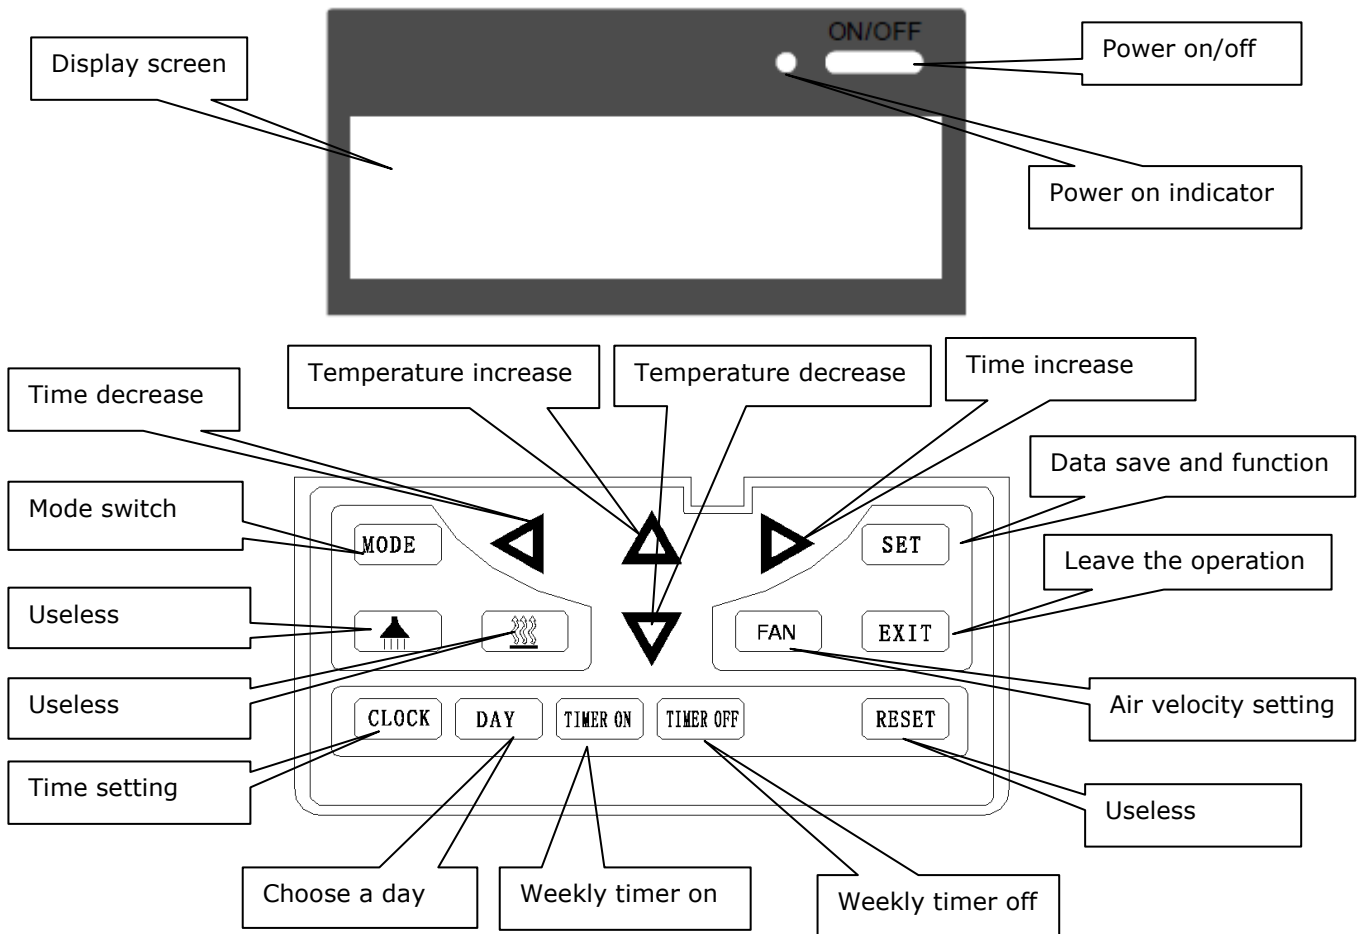 ON/OFF
Display screen
Power on/off
Power on indicator
Temperature increase
Temperature decrease
Time increase
Time decrease
Data save and function
Mode switch
MODE
SET
Leave the operation
Useless
FAN
EXIT
Useless
Air velocity setting
CLOCK
DAY
TIMER ON
TIMER OFF
RESET
Time setting
Useless
Choose a day
Weekly timer on
Weekly timer off